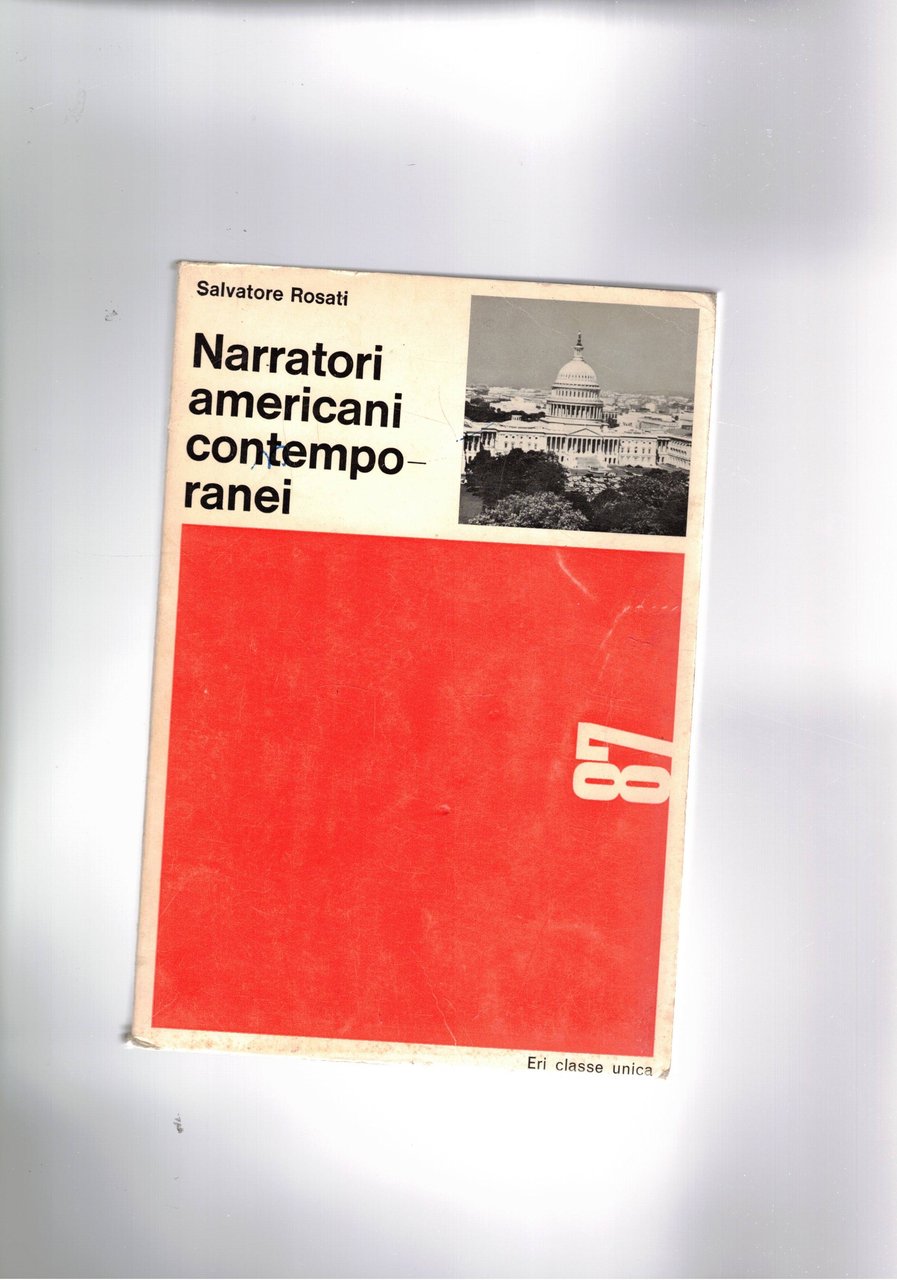 Salvatore Rosati
Narratori
americani
contempo–
ranei
87
Eri classe unica